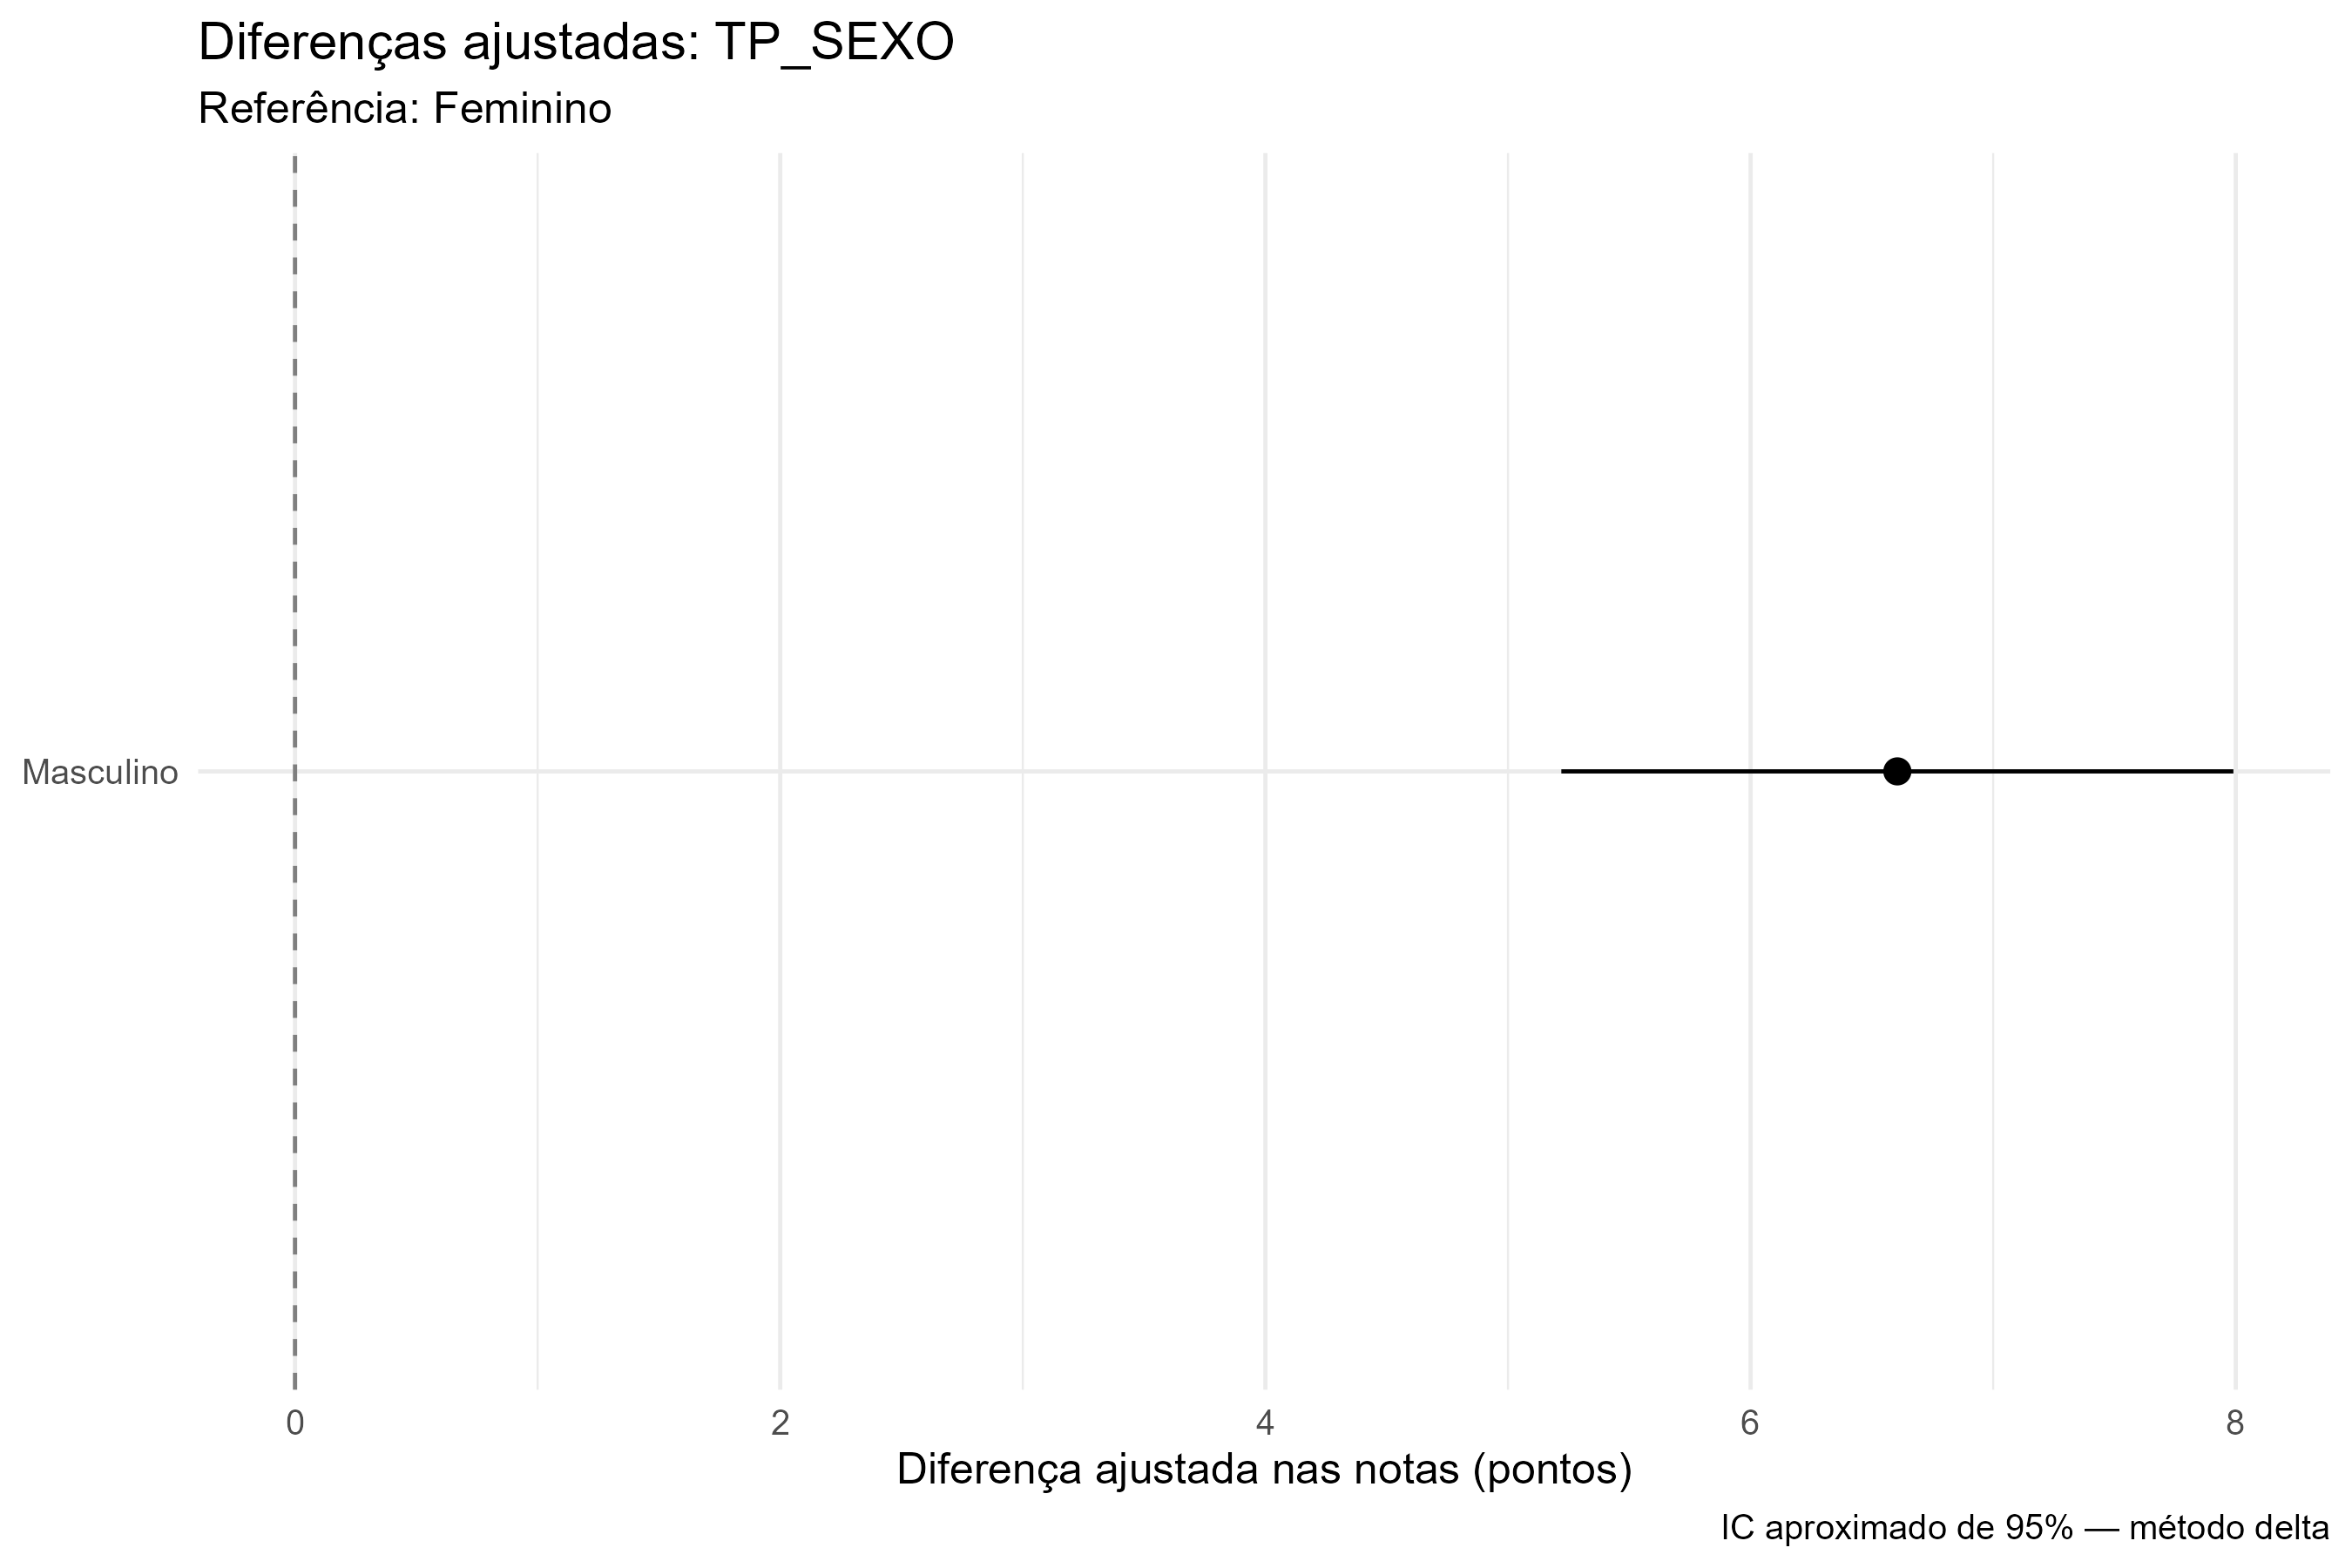 Diferenças ajustadas: TP_SEXO
Referência: Feminino
Masculino
0 2 4 6 8
Diferença ajustada nas notas (pontos)
IC aproximado de 95% — método delta